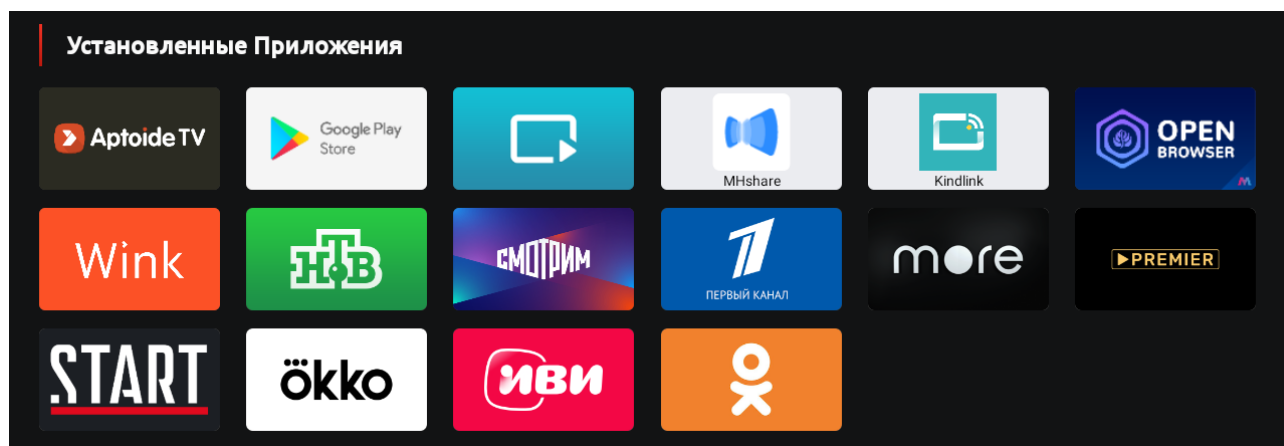 Установленные Приложения
Aptoide TV
Google Play
Store
MHshare
Kindlink
OPEN
BROWSER
Wink
НТВ
СМОТРИМ
ПЕРВЫЙ КАНАЛ
more
PREMIER
START
ökko
иви